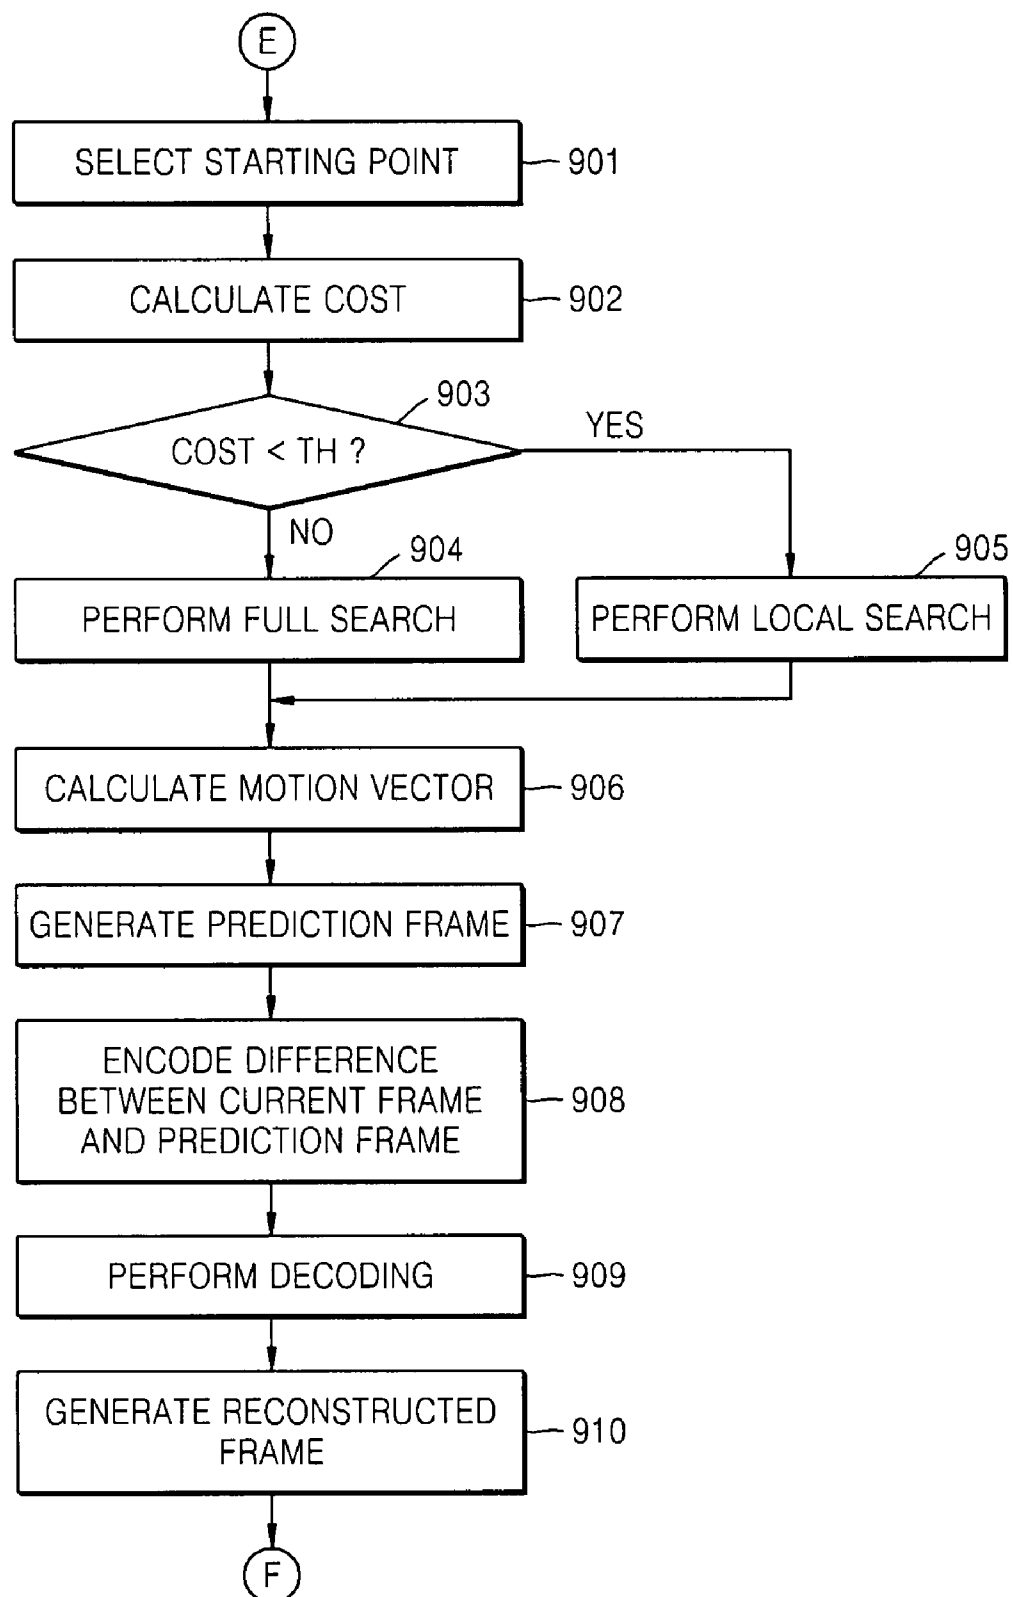 E
SELECT STARTING POINT
901
CALCULATE COST
902
903
COST < TH ?
YES
NO
904
905
PERFORM FULL SEARCH
PERFORM LOCAL SEARCH
CALCULATE MOTION VECTOR
906
GENERATE PREDICTION FRAME
907
ENCODE DIFFERENCE
BETWEEN CURRENT FRAME
AND PREDICTION FRAME
908
PERFORM DECODING
909
GENERATE RECONSTRUCTED
FRAME
910
F